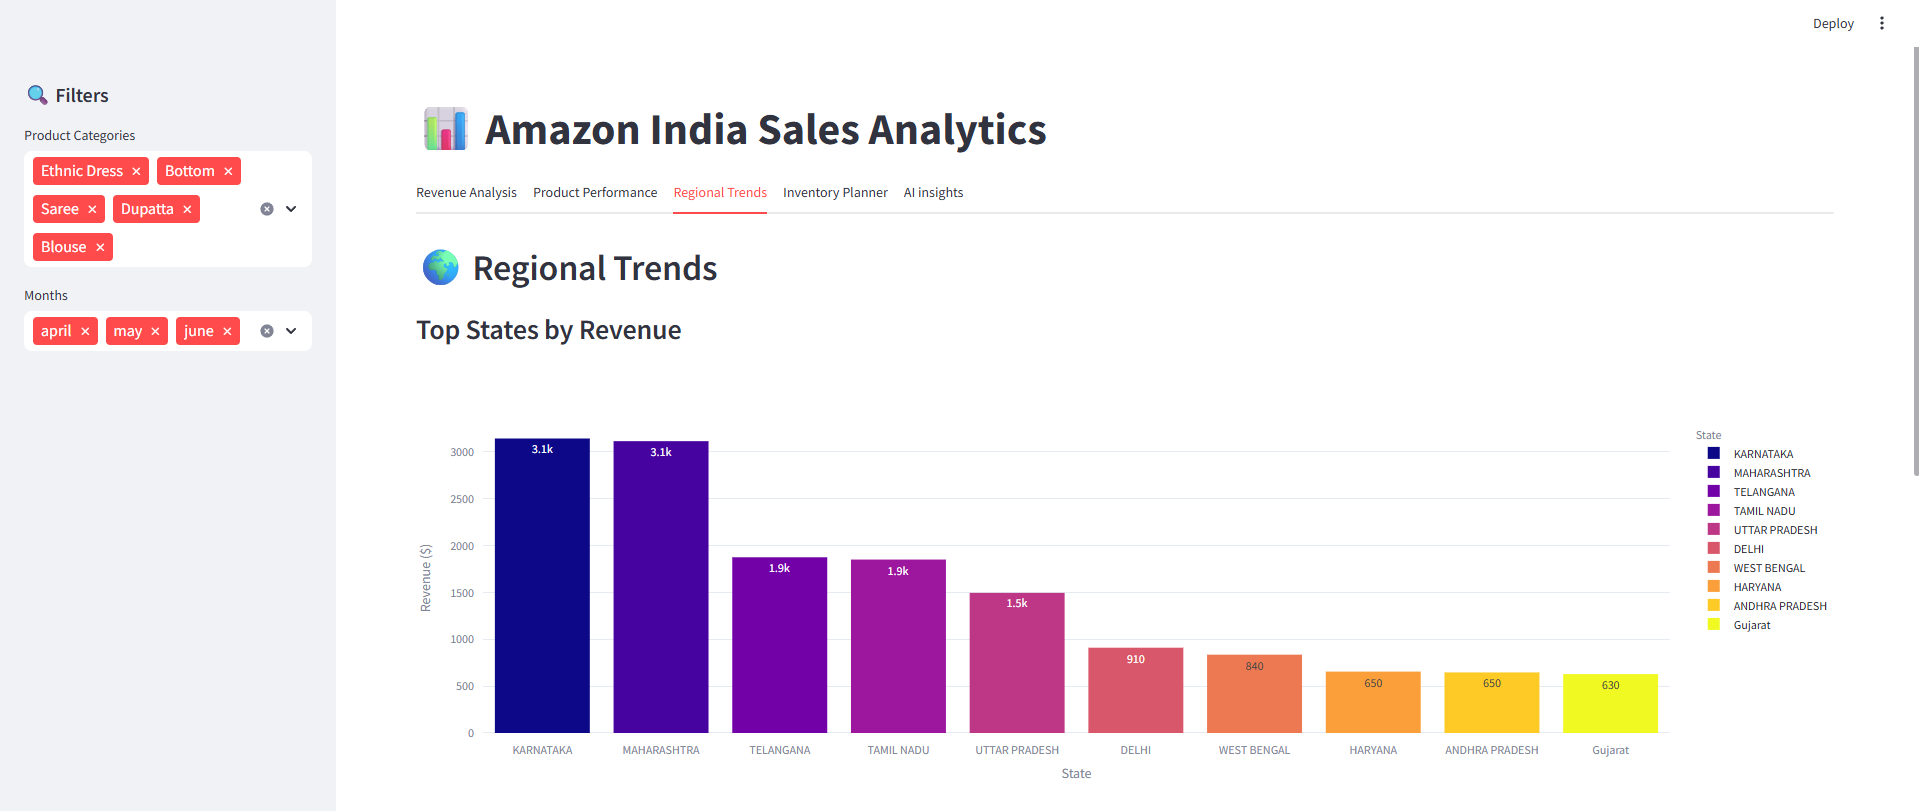 Deploy
Filters
Product Categories
Ethnic Dress × Bottom ×
Saree × Dupatta ×
Blouse ×
Months
april × may × june ×
Amazon India Sales Analytics
Revenue Analysis Product Performance Regional Trends Inventory Planner AI insights
Regional Trends
Top States by Revenue
Revenue ($)
3000
2500
2000
1500
1000
500
0
3.1k 3.1k 1.9k 1.9k 1.5k 910 840 650 650 630
KARNATAKA MAHARASHTRA TELANGANA TAMIL NADU UTTAR PRADESH DELHI WEST BENGAL HARYANA ANDHRA PRADESH Gujarat
State
State
KARNATAKA
MAHARASHTRA
TELANGANA
TAMIL NADU
UTTAR PRADESH
DELHI
WEST BENGAL
HARYANA
ANDHRA PRADESH
Gujarat